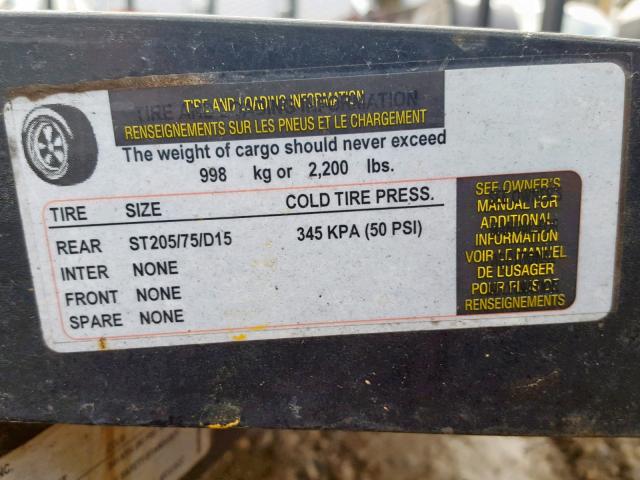 TIRE AND LOADING INFORMATION
RENSEIGNEMENTS SUR LES PNEUS ET LE CHARGEMENT
The weight of cargo should never exceed
998 kg or 2,200 lbs.
TIRE SIZE COLD TIRE PRESS.
REAR ST205/75/D15 345 KPA (50 PSI)
INTER NONE
FRONT NONE
SPARE NONE
SEE OWNER'S
MANUAL FOR
ADDITIONAL
INFORMATION
VOIR LE MANUEL
DE L'USAGER
POUR PLUS DE
RENSEIGNEMENTS
NC.